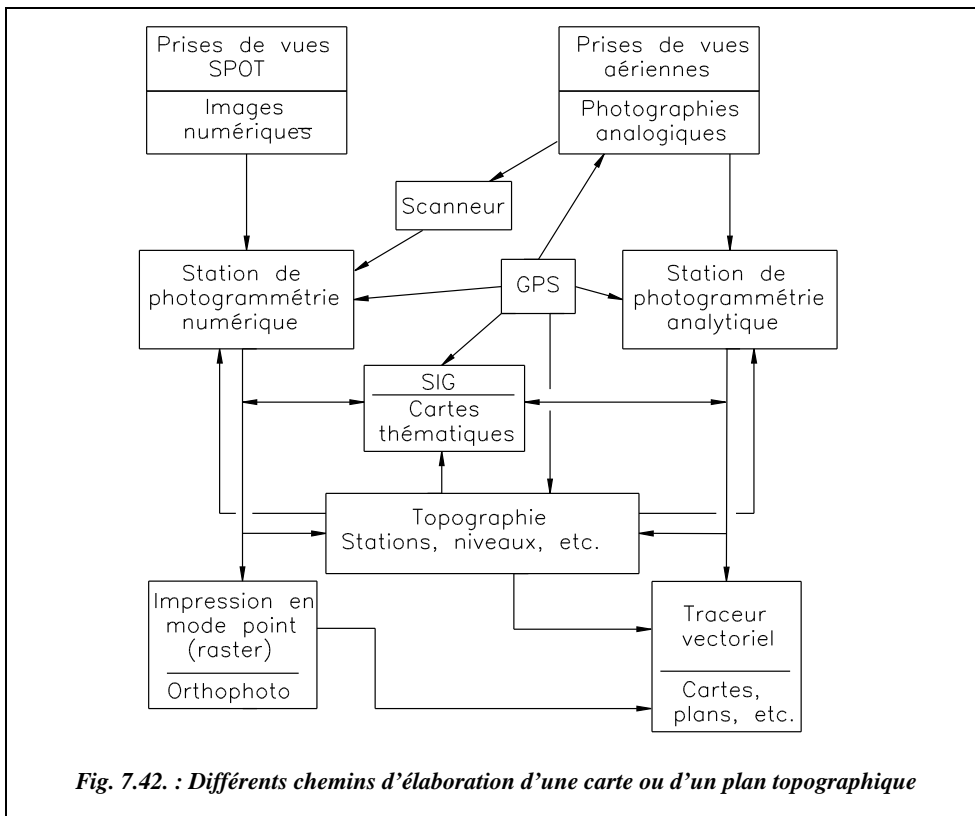 Prises de vues
SPOT
Images
numériques
Prises de vues
aériennes
Photographies
analogiques
Scanneur
Station de
photogrammétrie
numérique
GPS
Station de
photogrammétrie
analytique
SIG
Cartes
thématiques
Topographie
Stations, niveaux, etc.
Impression en
mode point
(raster)
Orthophoto
Traceur
vectoriel
Cartes,
plans, etc.
Fig. 7.42. : Différents chemins d'élaboration d'une carte ou d'un plan topographique